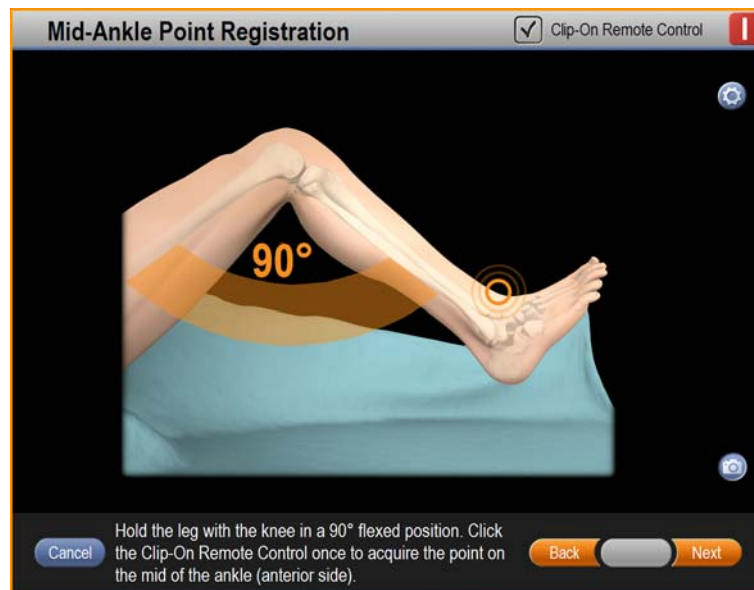 Mid-Ankle Point Registration
Clip-On Remote Control
90°
Hold the leg with the knee in a 90° flexed position. Click
the Clip-On Remote Control once to acquire the point on
the mid of the ankle (anterior side).
Cancel
Back
Next